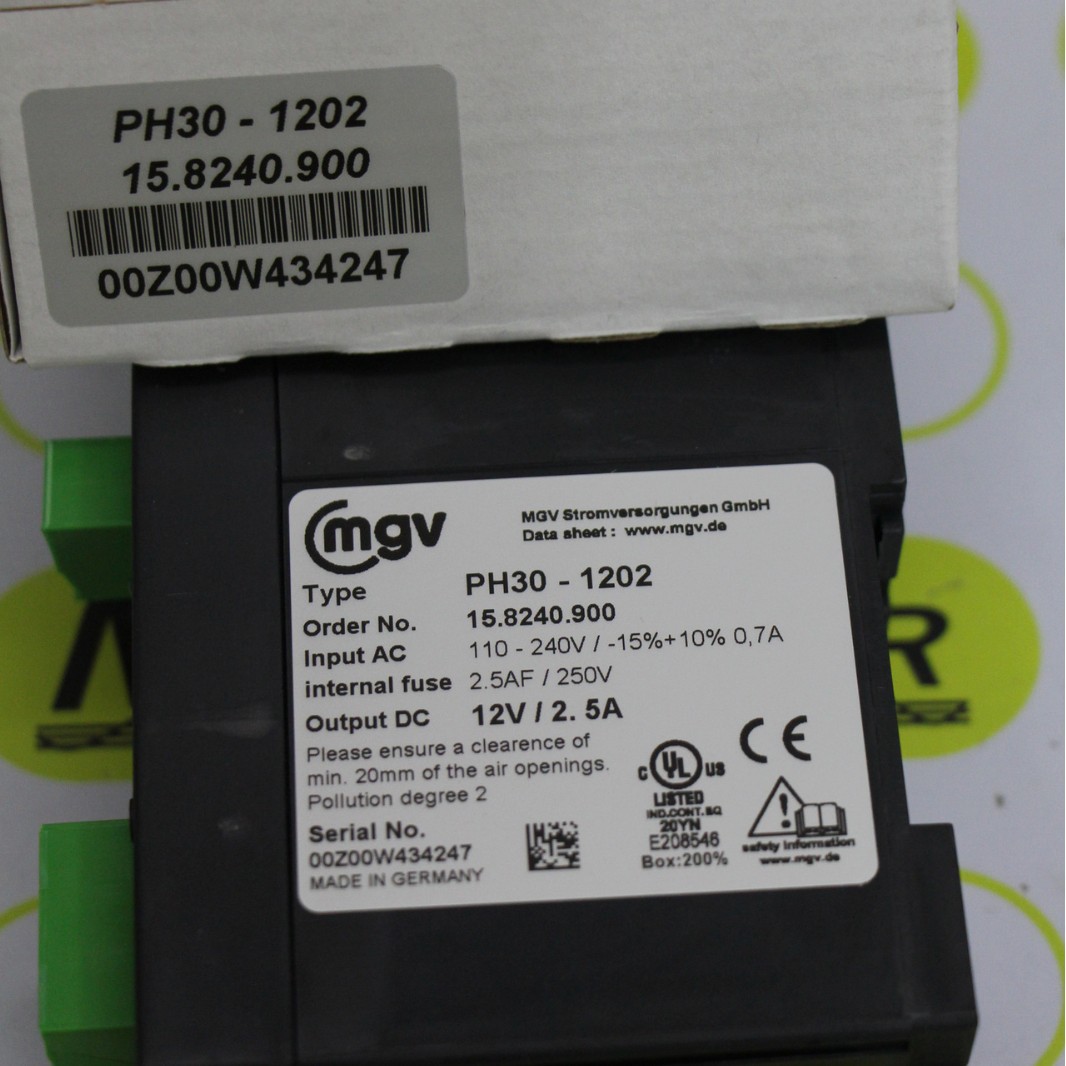 PH30 - 1202
15.8240.900
00Z00W434247
mgv
MGV Stromversorgungen GmbH
Data sheet : www.mgv.de
Type PH30 - 1202
Order No. 15.8240.900
Input AC 110 - 240V / -15%+10% 0,7A
internal fuse 2.5AF / 250V
Output DC 12V / 2. 5A
Please ensure a clearence of
min. 20mm of the air openings.
Pollution degree 2
Serial No.
00Z00W434247
MADE IN GERMANY
C UL US
LISTED
IND.CONT.EQ
20YN
E208546
Box:200%
CE
safety information
www.mgv.de
R